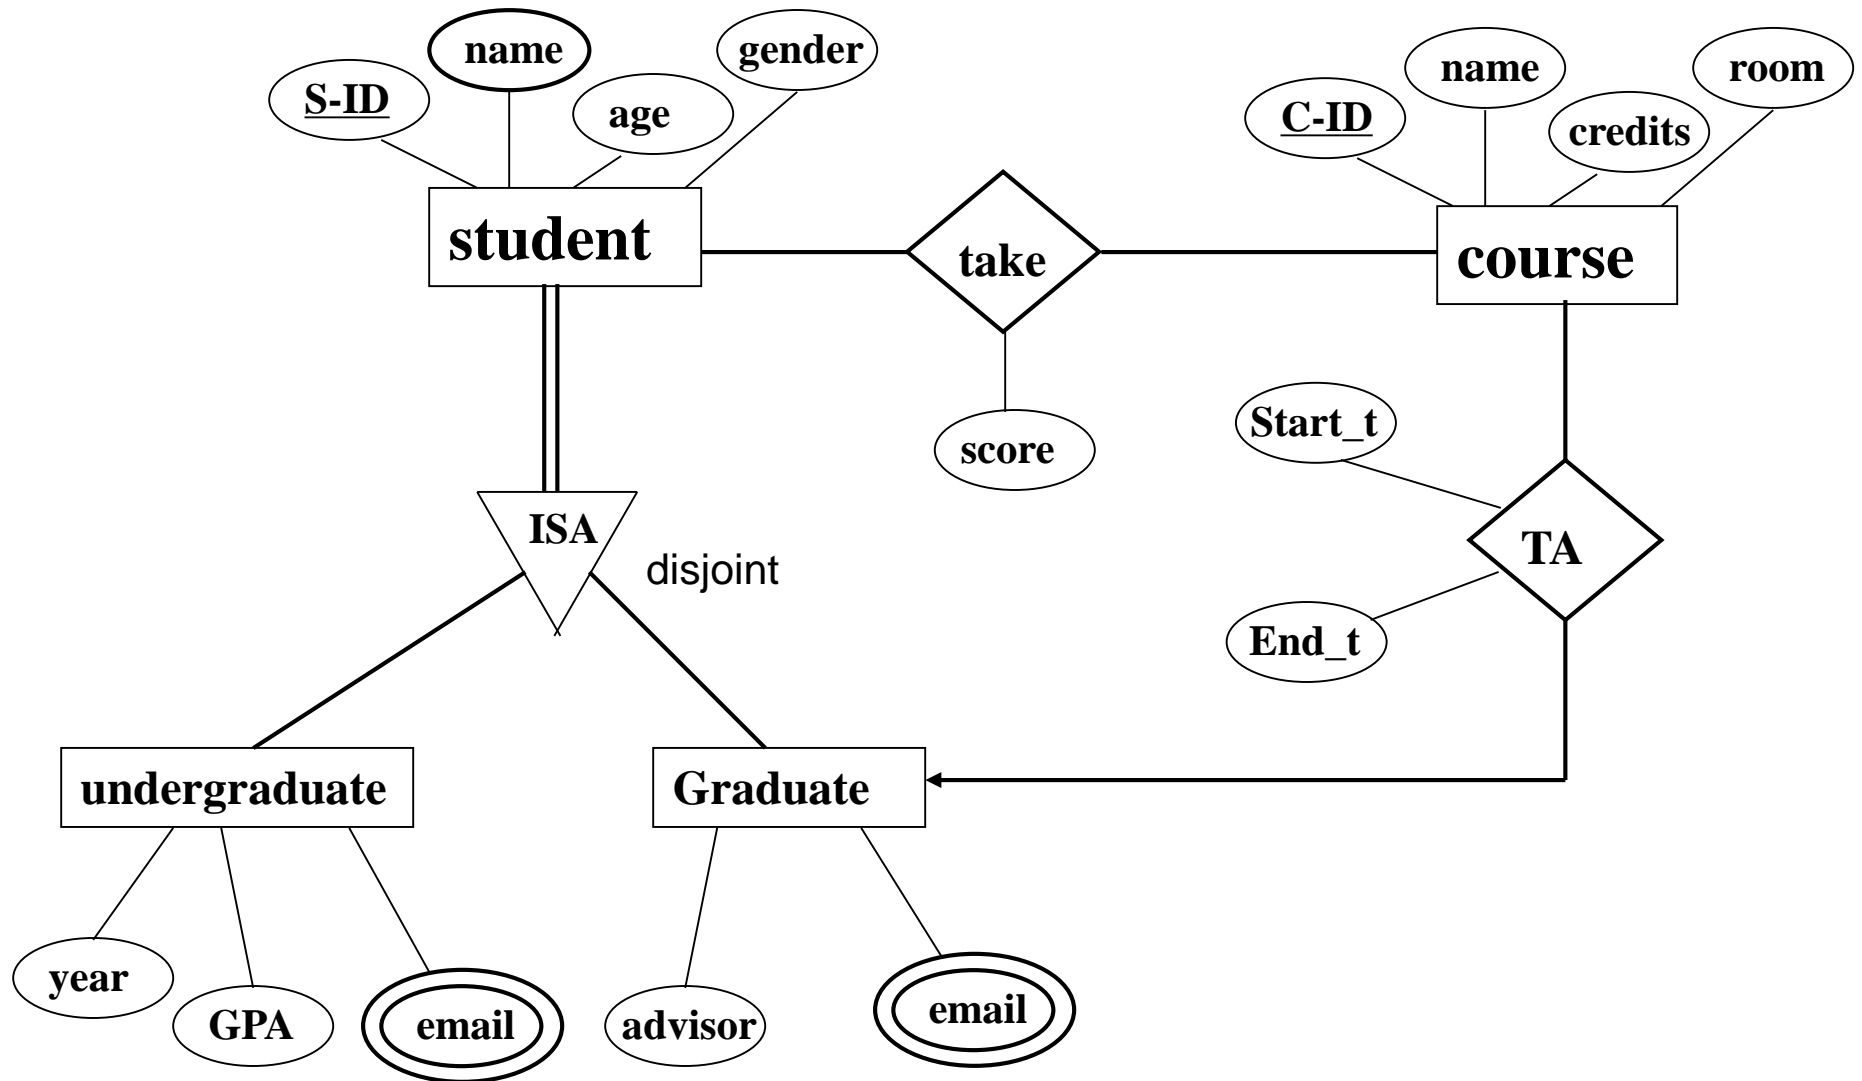 name
gender
S-ID
age
name
room
C-ID
credits
student
take
course
score
Start_t
ISA
disjoint
TA
End_t
undergraduate
Graduate
year
GPA
email
advisor
email